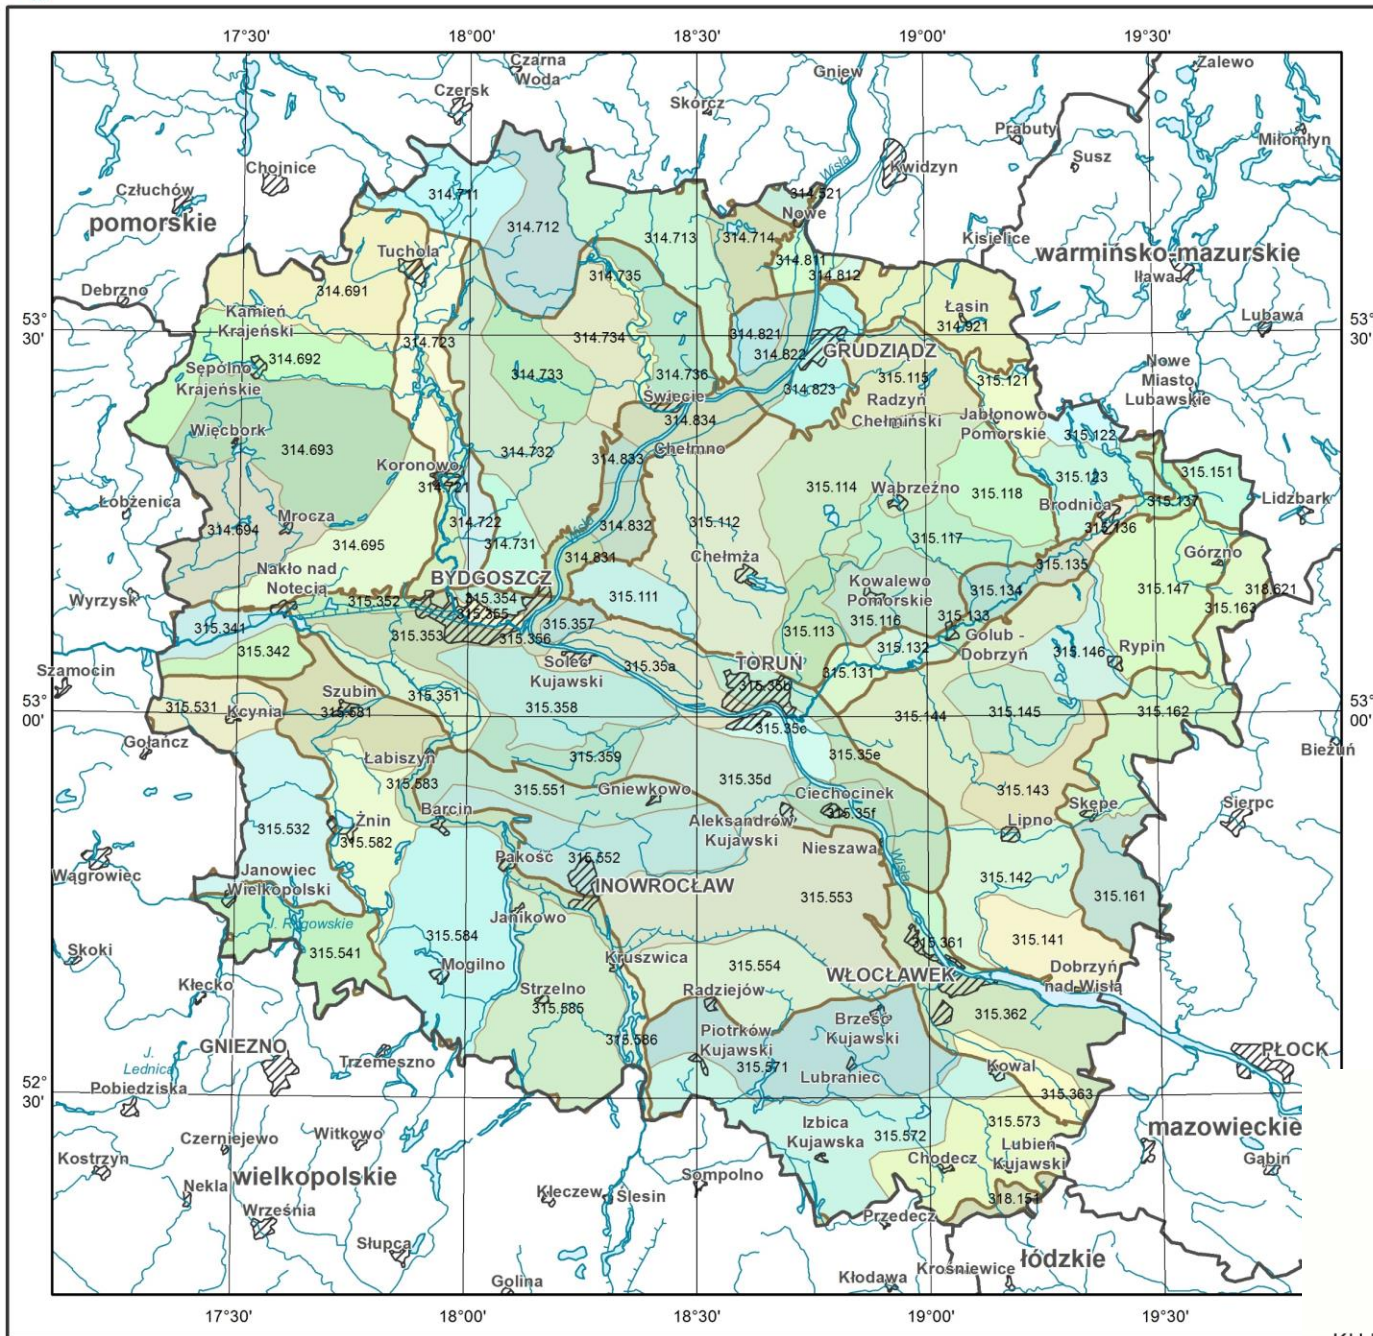 17°30'
18°00'
18°30'
19°00'
19°30'
Czarna
Woda
Gniew
Zalewo
Czersk
Skórcz
Prabuty
Miłomłyn
Chojnice
Wisła
Kwidzyn
Susz
Człuchów
314.711
314.521
pomorskie
314.712
314.713
314.714
Nowe
Kisielice
warmińsko-mazurskie
Tuchola
314.735
314.811
314.812
Iława
Debrzno
314.691
Kamień
Krajeński
Łasin
314.921
Lubawa
53°
30'
53°
30'
314.723
314.734
314.821
314.822
GRUDZIĄDZ
314.692
Sępólno
Krajeńskie
314.733
314.736
314.823
315.115
315.121
Nowe
Miasto
Lubawskie
Świecie
Radzyń
Chełmiński
Jabłonowo
Pomorskie
314.834
Więcbork
314.693
314.732
314.833
Chełmno
315.122
Koronowo
314.721
315.114
Wąbrzeźno
315.118
315.123
315.151
Łobżenica
Brodnica
315.137
Lidzbark
Mrocza
314.694
314.722
314.832
315.112
315.136
314.695
314.731
Wisła
315.117
314.831
Chełmża
315.135
Górzno
Nakło nad
Notecią
BYDGOSZCZ
Kowalewo
Pomorskie
315.134
315.147
318.621
Wyrzysk
315.352
315.354
315.355
315.111
315.133
315.163
315.341
315.353
315.356
315.357
315.113
315.116
315.132
Golub -
Dobrzyń
315.342
Solec
Kujawski
315.35a
TORUŃ
315.131
315.146
Rypin
Szamocin
315.35b
53°
00'
53°
00'
315.531
Kcynia
Szubin
315.581
315.351
315.358
315.35c
315.144
315.145
315.162
Gołańcz
Łabiszyn
315.359
315.35e
Bieżuń
315.583
315.551
Gniewkowo
315.35d
Ciechocinek
315.143
Skępe
Sierpc
315.532
Żnin
315.582
Barcin
Aleksandrów
Kujawski
315.35f
Lipno
Nieszawa
Wągrowiec
Janowiec
Wielkopolski
Pakość
315.552
INOWROCŁAW
Wisła
315.142
315.161
315.553
J. Rogowskie
Janikowo
315.541
315.584
315.361
315.141
Skoki
Mogilno
Kruszwica
315.554
WŁOCŁAWEK
Dobrzyń
nad Wisłą
Kłecko
Strzelno
315.585
Radziejów
315.362
GNIEZNO
Trzemeszno
315.586
Piotrków
Kujawski
Brześć
Kujawski
PŁOCK
J.
Lednica
315.571
Lubraniec
Kowal
Pobiedziska
52°
30'
315.363
Czerniejewo
Witkowo
Izbica
Kujawska
315.572
315.573
mazowieckie
Kostrzyn
wielkopolskie
Sompolno
Chodecz
Lubień
Kujawski
Gąbin
Nekla
Kleczew
Ślesin
318.151
Września
Przedecz
Słupca
łódzkie
Golina
Kłodawa
Krośniewice
17°30'
18°00'
18°30'
19°00'
19°30'